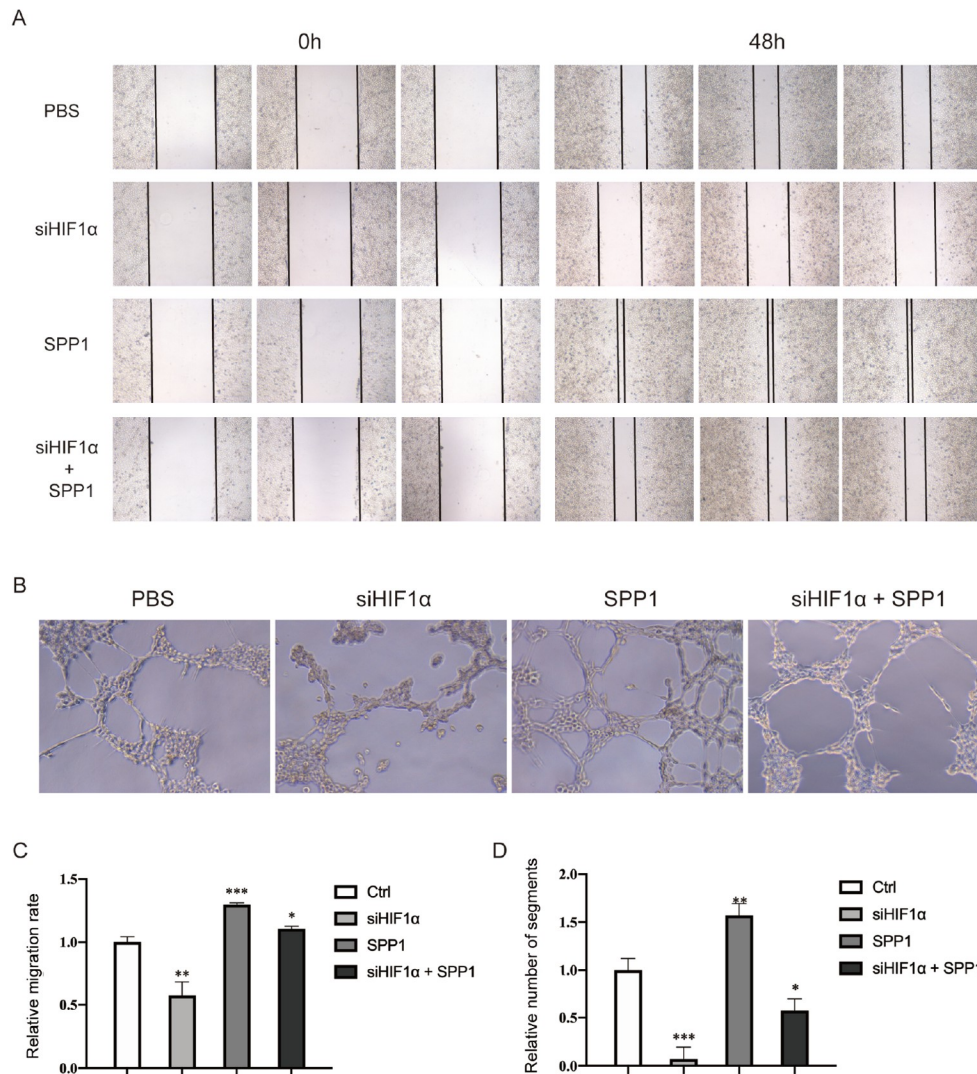 A
0h 48h
PBS
siHIF1α
SPP1
siHIF1α
+
SPP1
B
PBS siHIF1α SPP1 siHIF1α + SPP1
C
Relative migration rate
1.5
1.0
0.5
0.0
**
***
*
Ctrl
siHIF1α
SPP1
siHIF1α + SPP1
D
Relative number of segments
2.0
1.5
1.0
0.5
0.0
***
**
*
Ctrl
siHIF1α
SPP1
siHIF1α + SPP1